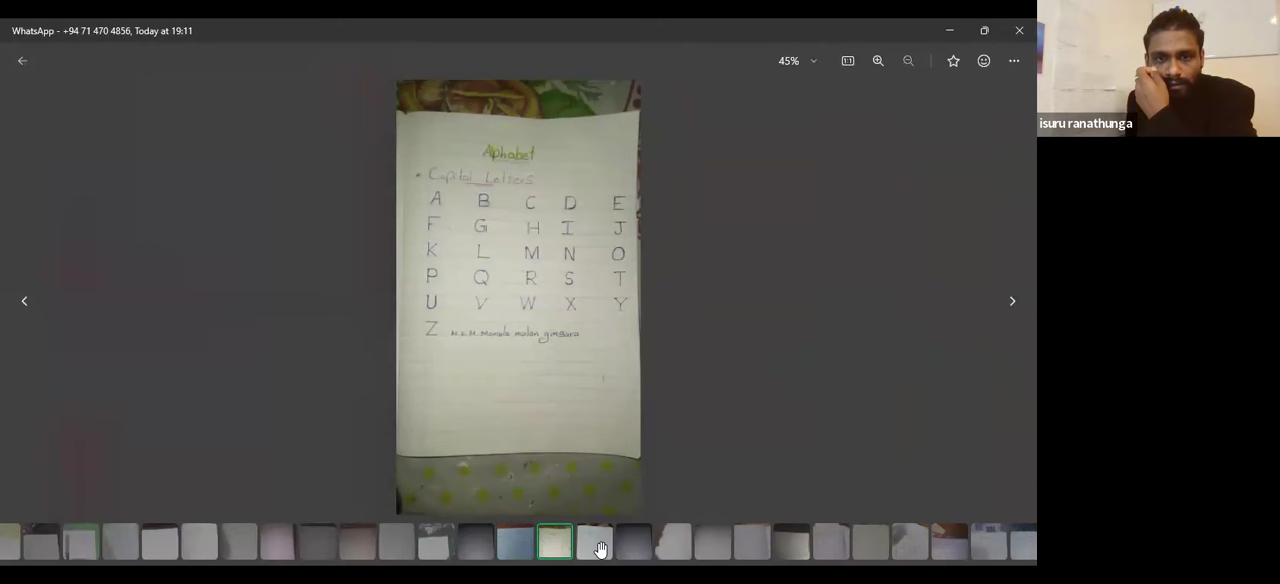 WhatsApp - +94 71 470 4856, Today at 19:11
45%
isuru ranathunga
Alphabet
Capital Letters
A B C D E
F G H I J
K L M N O
P Q R S T
U V W X Y
Z